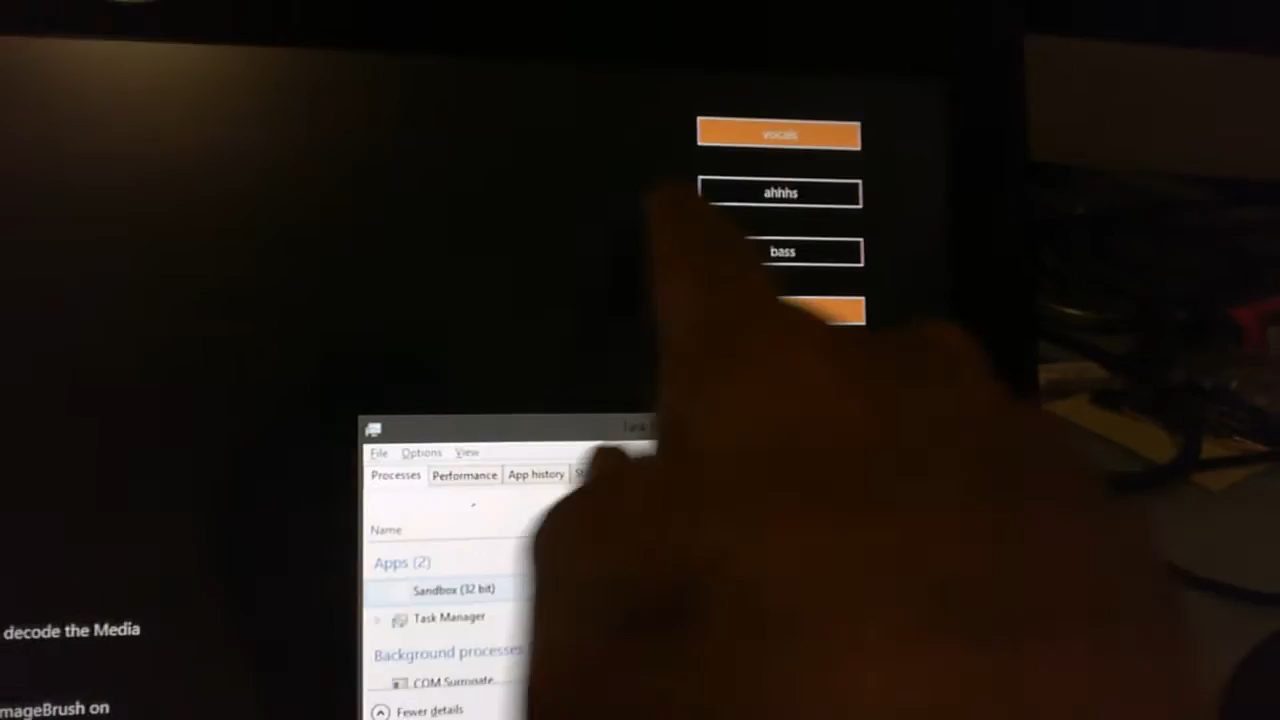 vocals
ahhhs
bass
File Options View
Processes Performance App history
Name
Apps (2)
Sandbox (32 bit)
Task Manager
Background processes
COM Surrogate
Fewer details
decode the Media
mageBrush on